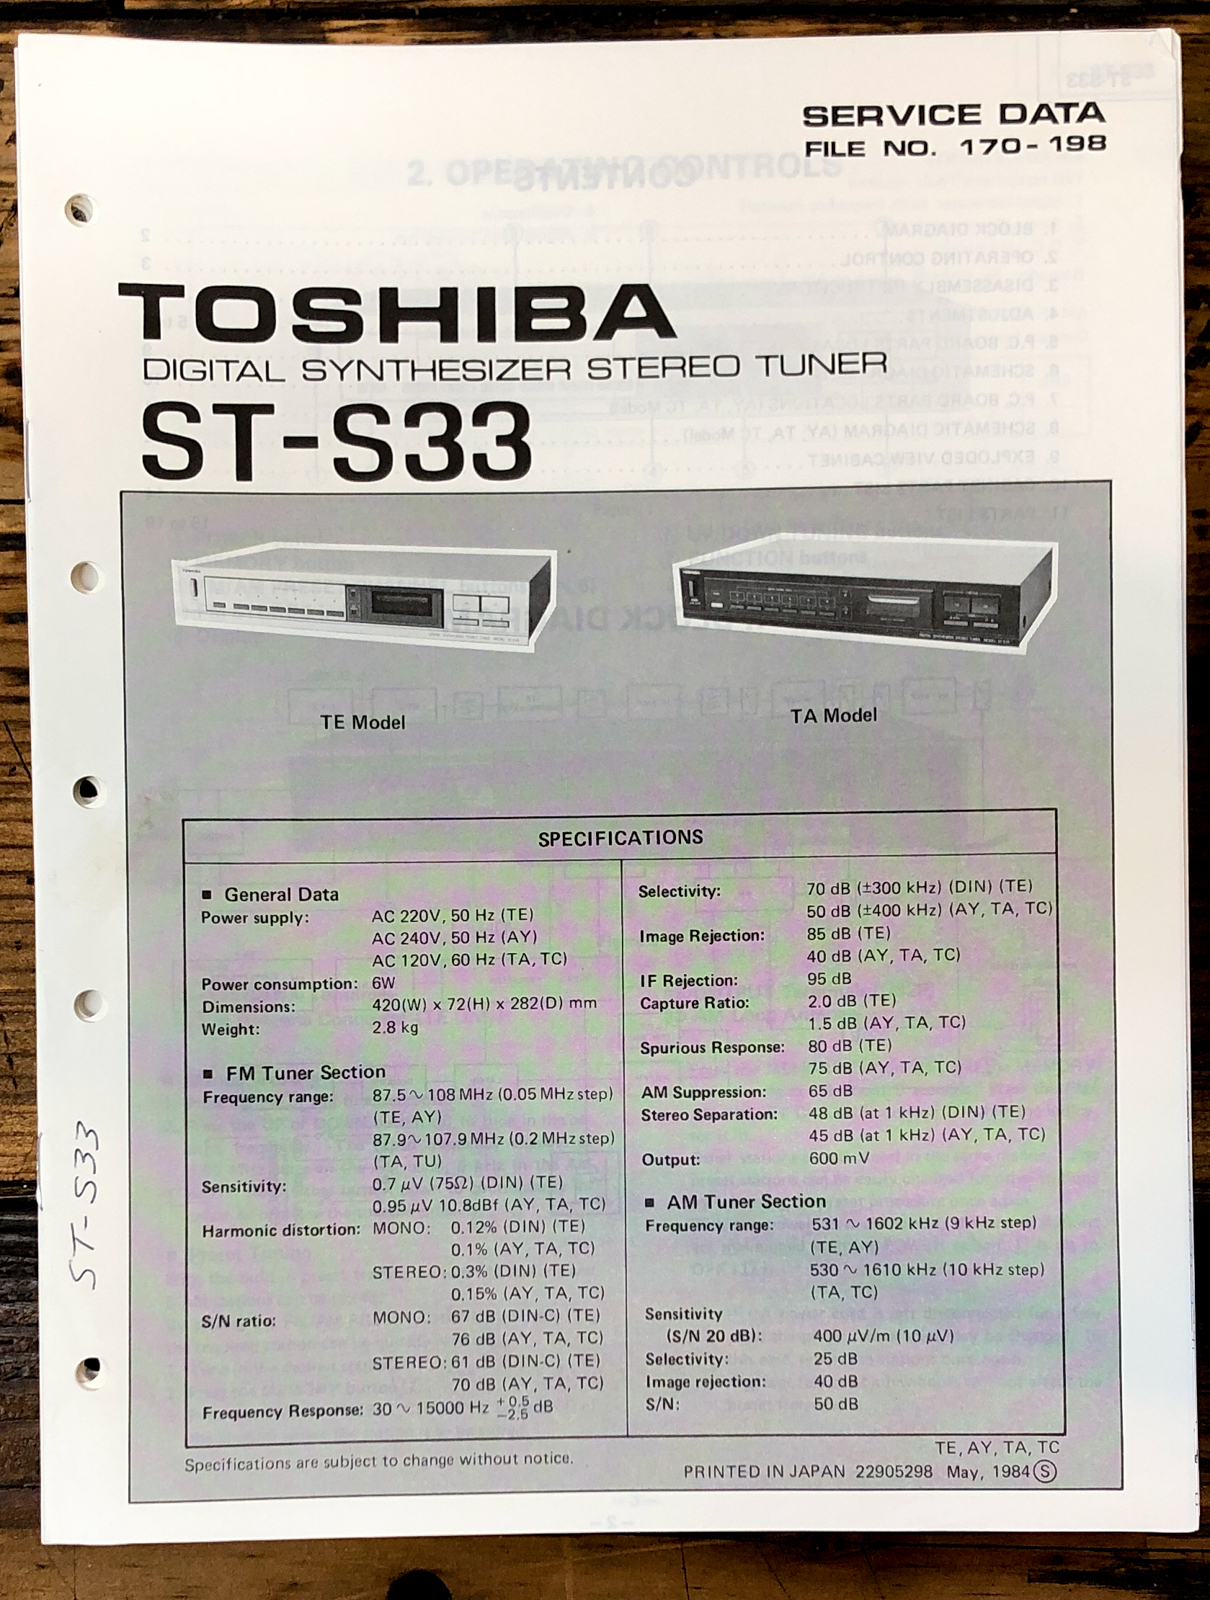 SERVICE DATA
FILE NO. 170-198
2. OPERATING CONTROLS
CONTENTS
TOSHIBA
DIGITAL SYNTHESIZER STEREO TUNER
ST-S33
TE Model
TA Model
SPECIFICATIONS
■ General Data
Power supply: AC 220V, 50 Hz (TE)
AC 240V, 50 Hz (AY)
AC 120V, 60 Hz (TA, TC)
Power consumption: 6W
Dimensions: 420(W) x 72(H) x 282(D) mm
Weight: 2.8 kg
■ FM Tuner Section
Frequency range: 87.5 ~ 108 MHz (0.05 MHz step)
(TE, AY)
87.9~107.9 MHz (0.2 MHz step)
(TA, TU)
Sensitivity: 0.7 µV (75Ω) (DIN) (TE)
0.95 µV 10.8dBf (AY, TA, TC)
Harmonic distortion: MONO: 0.12% (DIN) (TE)
0.1% (AY, TA, TC)
STEREO: 0.3% (DIN) (TE)
0.15% (AY, TA, TC)
S/N ratio: MONO: 67 dB (DIN-C) (TE)
76 dB (AY, TA, TC)
STEREO: 61 dB (DIN-C) (TE)
70 dB (AY, TA, TC)
Frequency Response: 30 ~ 15000 Hz +0.5 −2.5 dB
Selectivity: 70 dB (±300 kHz) (DIN) (TE)
50 dB (±400 kHz) (AY, TA, TC)
Image Rejection: 85 dB (TE)
40 dB (AY, TA, TC)
IF Rejection: 95 dB
Capture Ratio: 2.0 dB (TE)
1.5 dB (AY, TA, TC)
Spurious Response: 80 dB (TE)
75 dB (AY, TA, TC)
AM Suppression: 65 dB
Stereo Separation: 48 dB (at 1 kHz) (DIN) (TE)
45 dB (at 1 kHz) (AY, TA, TC)
Output: 600 mV
■ AM Tuner Section
Frequency range: 531 ~ 1602 kHz (9 kHz step)
(TE, AY)
530 ~ 1610 kHz (10 kHz step)
(TA, TC)
Sensitivity
(S/N 20 dB): 400 µV/m (10 µV)
Selectivity: 25 dB
Image rejection: 40 dB
S/N: 50 dB
Specifications are subject to change without notice.
TE, AY, TA, TC
PRINTED IN JAPAN 22905298 May, 1984 Ⓢ
ST-S33